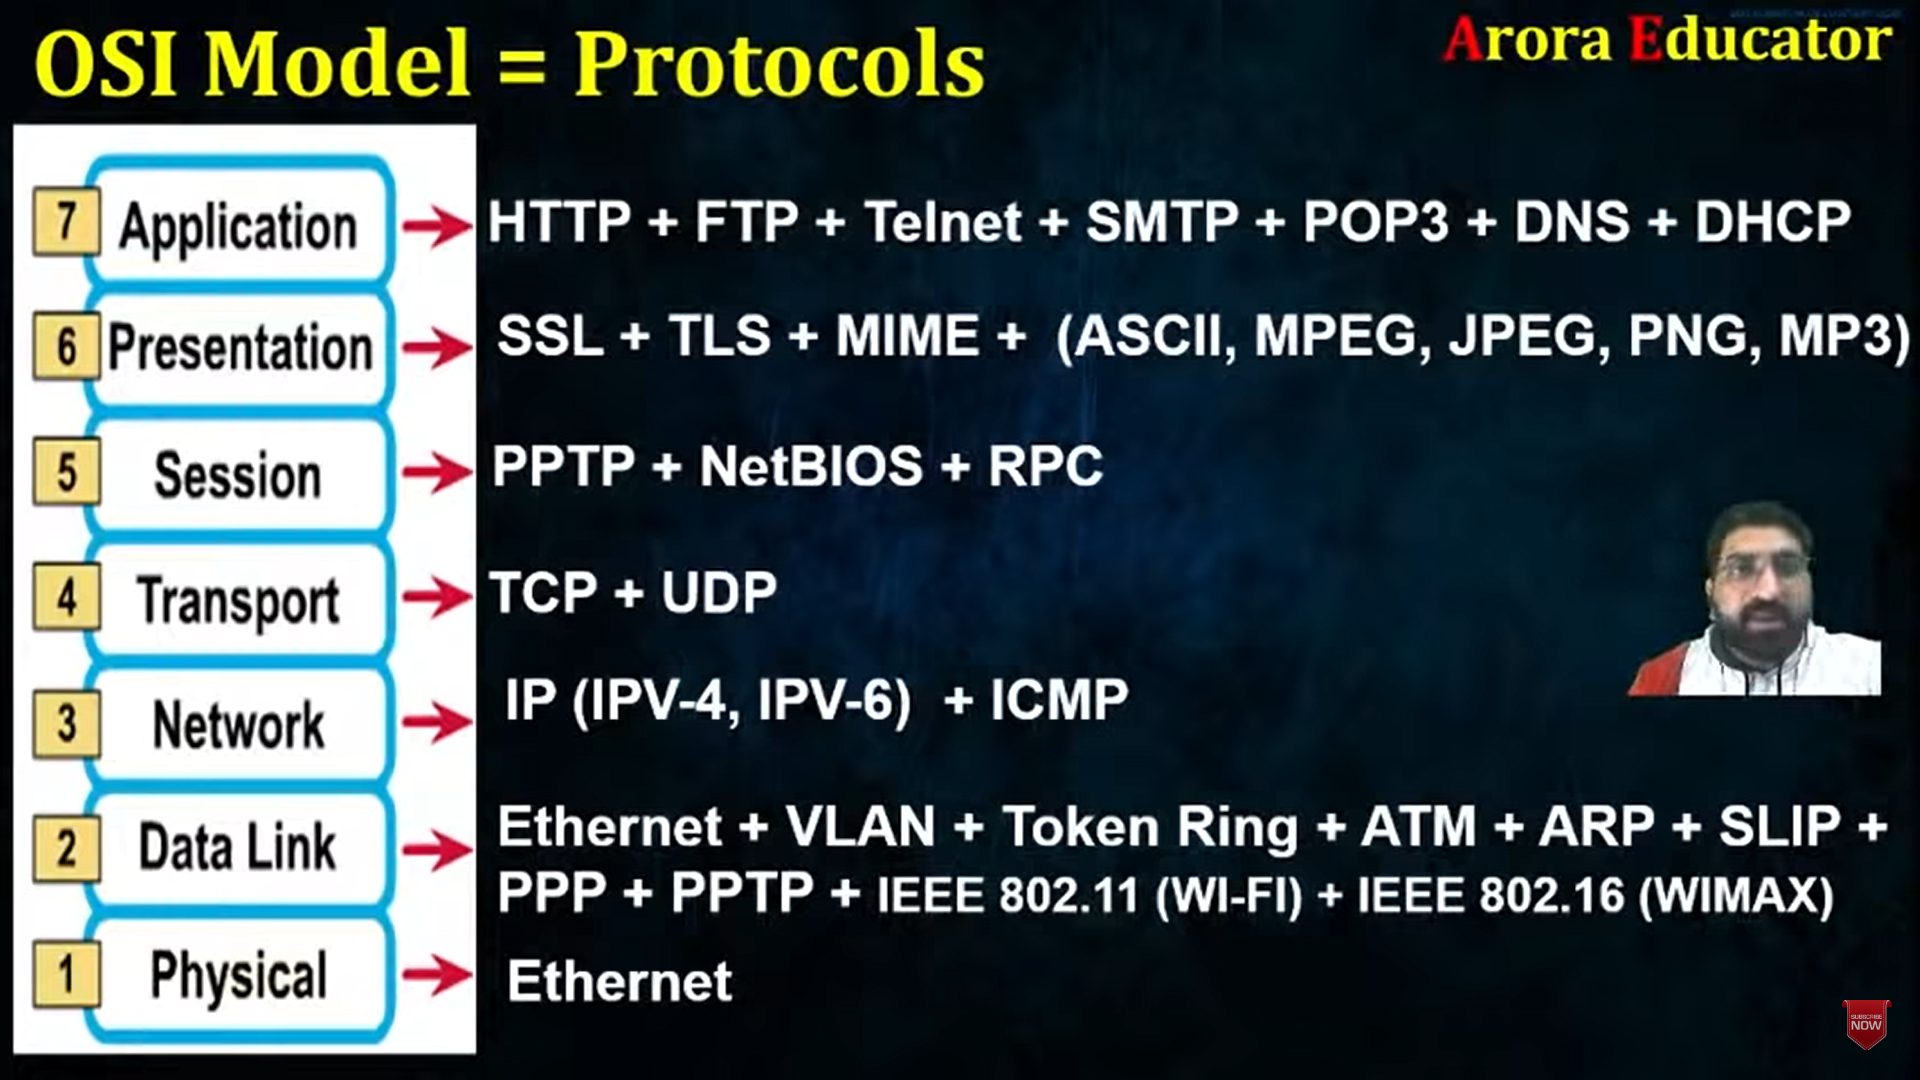 OSI Model = Protocols
Arora Educator
7 Application HTTP + FTP + Telnet + SMTP + POP3 + DNS + DHCP
6 Presentation SSL + TLS + MIME + (ASCII, MPEG, JPEG, PNG, MP3)
5 Session PPTP + NetBIOS + RPC
4 Transport TCP + UDP
3 Network IP (IPV-4, IPV-6) + ICMP
2 Data Link Ethernet + VLAN + Token Ring + ATM + ARP + SLIP +
PPP + PPTP + IEEE 802.11 (WI-FI) + IEEE 802.16 (WIMAX)
1 Physical Ethernet
SUBSCRIBE
NOW